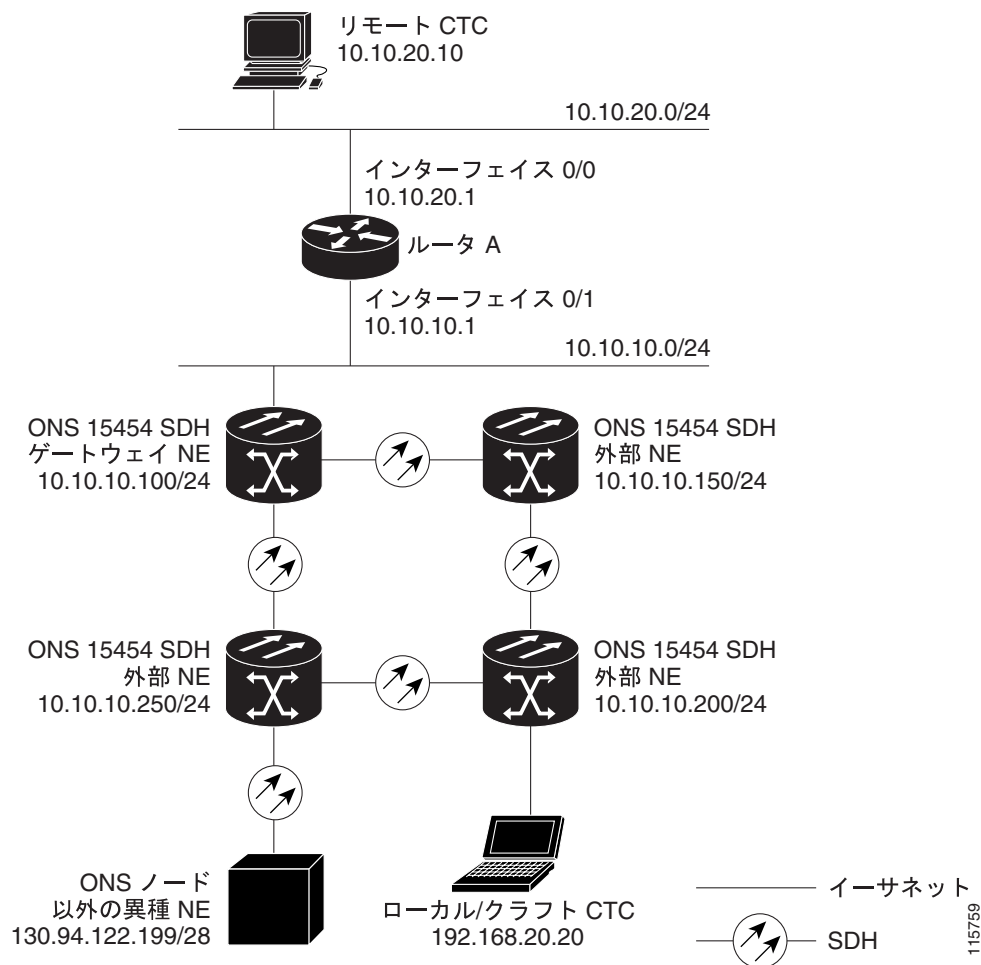 リモート CTC
10.10.20.10
10.10.20.0/24
インターフェイス 0/0
10.10.20.1
ルータ A
インターフェイス 0/1
10.10.10.1
10.10.10.0/24
ONS 15454 SDH
ゲートウェイ NE
10.10.10.100/24
ONS 15454 SDH
外部 NE
10.10.10.150/24
ONS 15454 SDH
外部 NE
10.10.10.250/24
ONS 15454 SDH
外部 NE
10.10.10.200/24
ONS ノード
以外の異種 NE
130.94.122.199/28
ローカル/クラフト CTC
192.168.20.20
イーサネット
SDH
115759